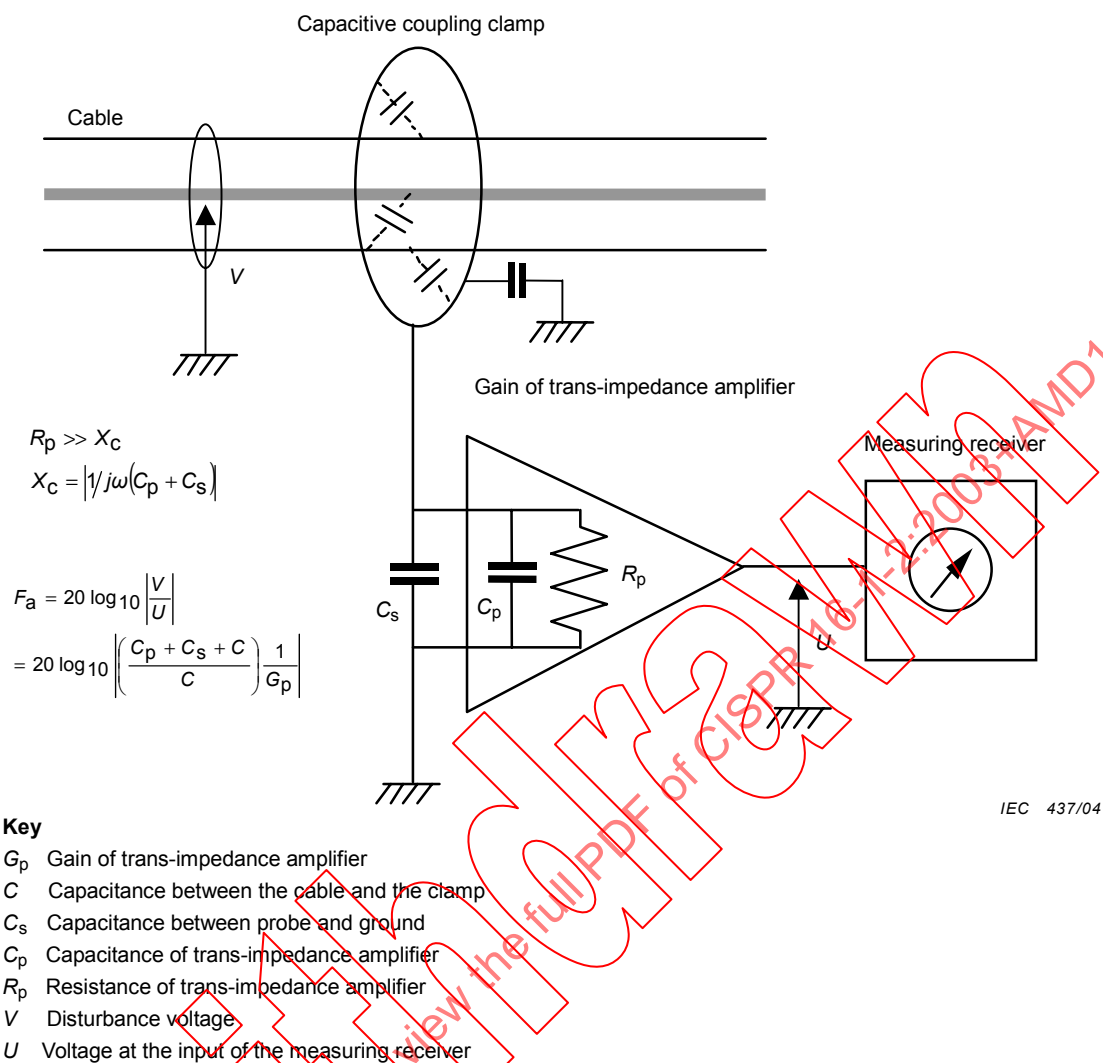 Capacitive coupling clamp
Cable
V
Gain of trans-impedance amplifier
Measuring receiver
Rp >> Xc
Xc = |1/jω(Cp + Cs)|
Fa = 20 log10 |V/U|
= 20 log10 |((Cp + Cs + C)/C) 1/Gp|
Cs
Cp
Rp
U
IEC 437/04
Key
Gp Gain of trans-impedance amplifier
C Capacitance between the cable and the clamp
Cs Capacitance between probe and ground
Cp Capacitance of trans-impedance amplifier
Rp Resistance of trans-impedance amplifier
V Disturbance voltage
U Voltage at the input of the measuring receiver
view the full PDF of CISPR 16-1-2:2003+AMD1
thdrawn